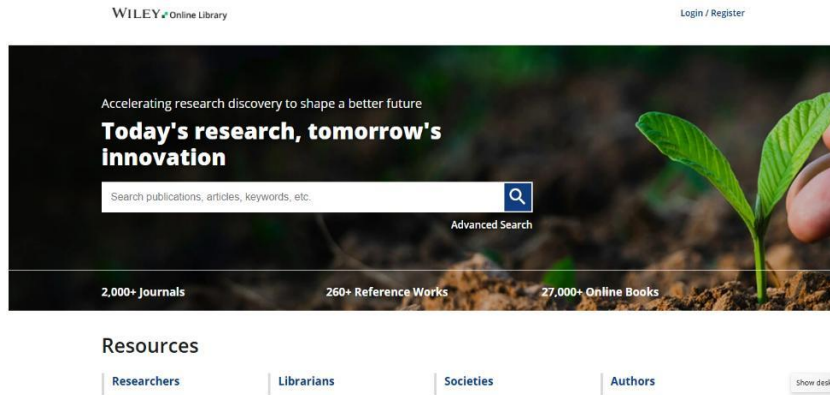 WILEY Online Library
Login / Register
Accelerating research discovery to shape a better future
Today's research, tomorrow's
innovation
Search publications, articles, keywords, etc.
Advanced Search
2,000+ Journals
260+ Reference Works
27,000+ Online Books
Resources
Researchers
Librarians
Societies
Authors
Show desk